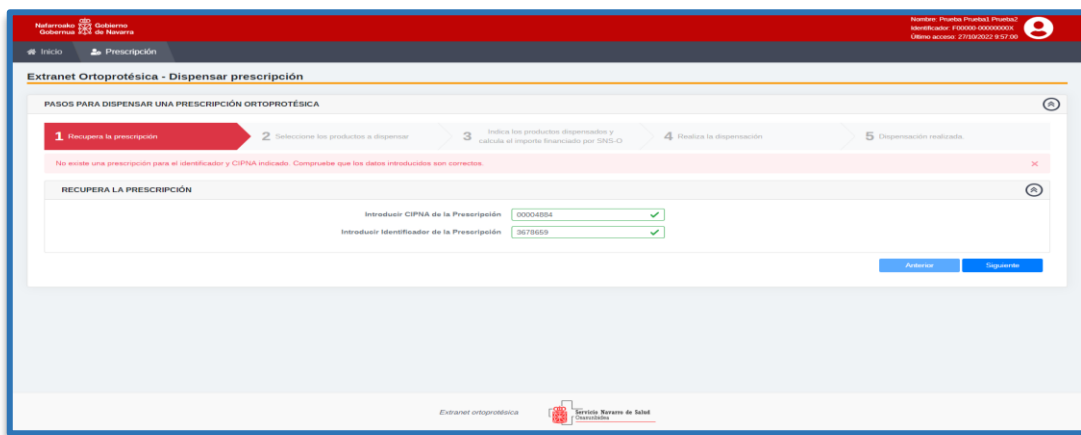 Nafarroako Gobernua
Gobierno de Navarra
Nombre: Prueba Prueba1 Prueba2
Identificador: F00000-00000000X
Último acceso: 27/10/2022 9:57:00
Inicio
Prescripción
Extranet Ortoprotésica - Dispensar prescripción
PASOS PARA DISPENSAR UNA PRESCRIPCIÓN ORTOPROTÉSICA
1 Recupera la prescripción
2 Seleccione los productos a dispensar
3 Indica los productos dispensados y
calcula el importe financiado por SNS-O
4 Realiza la dispensación
5 Dispensación realizada.
No existe una prescripción para el identificador y CIPNA indicado. Compruebe que los datos introducidos son correctos.
RECUPERA LA PRESCRIPCIÓN
Introducir CIPNA de la Prescripción 00004884
Introducir Identificador de la Prescripción 3678659
Anterior
Siguiente
Extranet ortoprotésica
Servicio Navarro de Salud
Osasunbidea